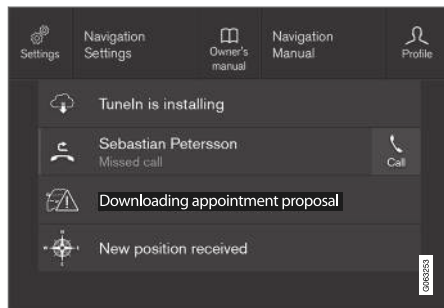 Settings
Navigation
Settings
Owner's
manual
Navigation
Manual
Profile
TuneIn is installing
Sebastian Petersson
Missed call
Call
Downloading appointment proposal
New position received
G063253